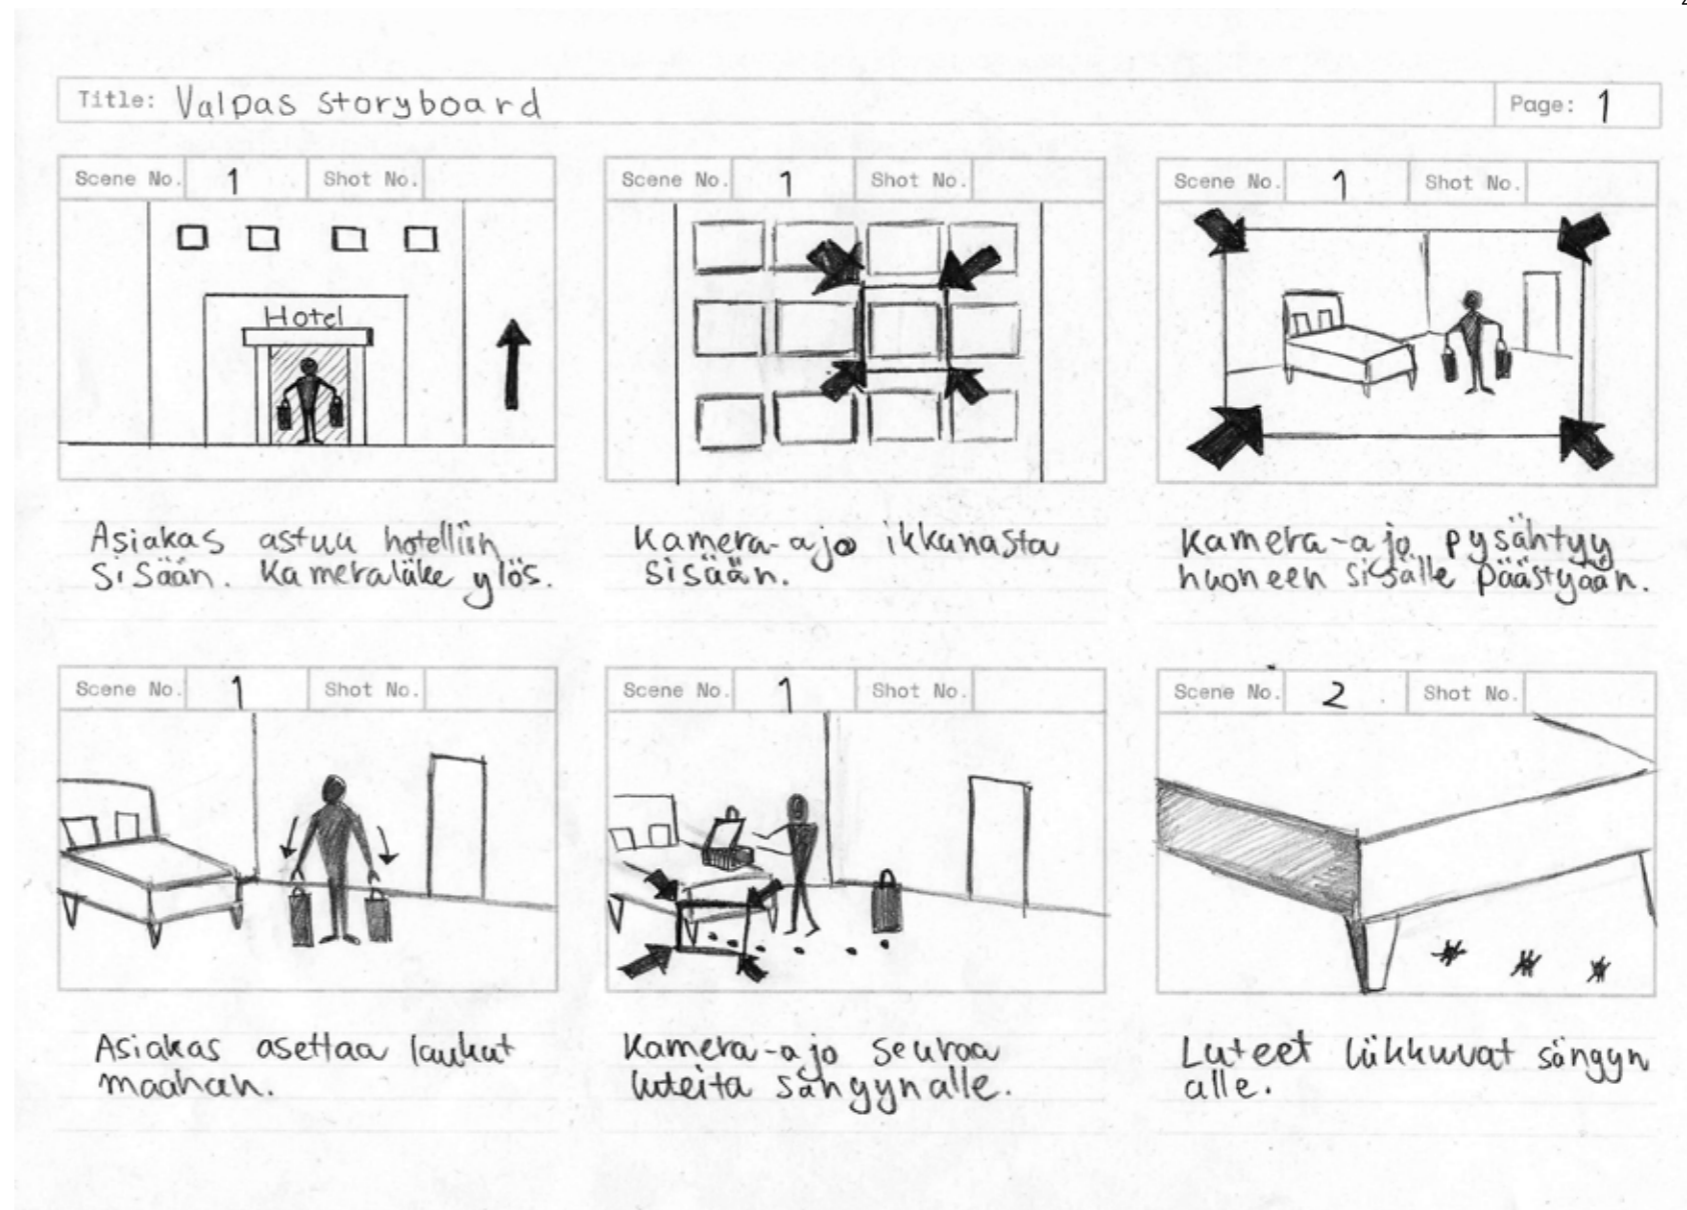 Title: Valpas storyboard
Page: 1
Scene No. 1 Shot No.
Hotel
Asiakas astuu hotelliin
sisään. Kameraläke ylös.
Scene No. 1 Shot No.
Kamera-ajo ikkunasta
sisään.
Scene No. 1 Shot No.
Kamera-ajo pysähtyy
huoneen sisälle päästyään.
Scene No. 1 Shot No.
Asiakas asettaa laukut
maahan.
Scene No. 1 Shot No.
Kamera-ajo seuraa
luteita sängyn alle.
Scene No. 2 Shot No.
Luteet liikkuvat sängyn
alle.